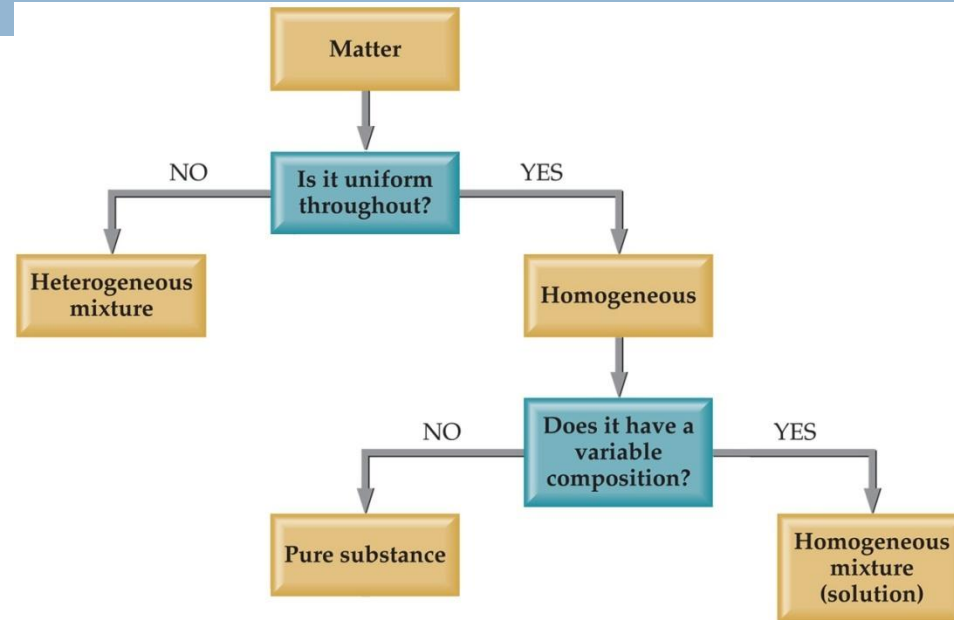 Matter
NO
Is it uniform
throughout?
YES
Heterogeneous
mixture
Homogeneous
NO
Does it have a
variable
composition?
YES
Pure substance
Homogeneous
mixture
(solution)